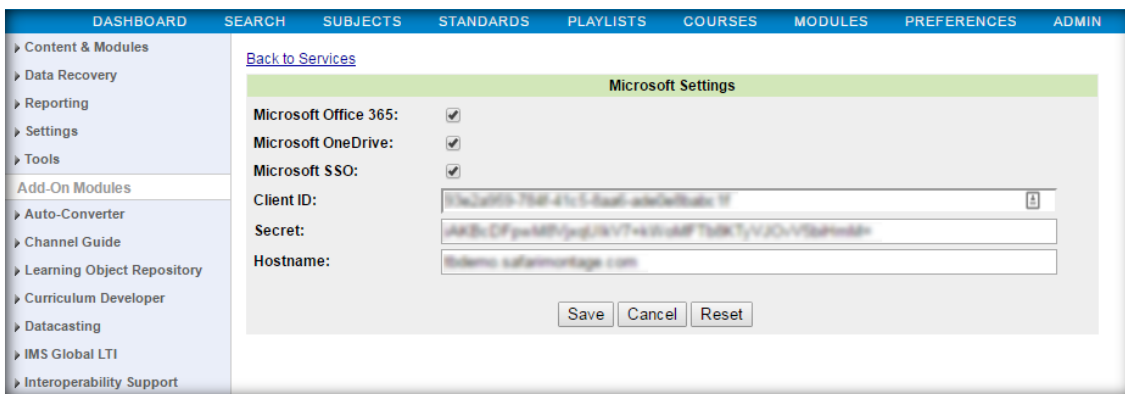 DASHBOARD SEARCH SUBJECTS STANDARDS PLAYLISTS COURSES MODULES PREFERENCES ADMIN
Content & Modules
Data Recovery
Reporting
Settings
Tools
Add-On Modules
Auto-Converter
Channel Guide
Learning Object Repository
Curriculum Developer
Datacasting
IMS Global LTI
Interoperability Support
Back to Services
Microsoft Settings
Microsoft Office 365:
Microsoft OneDrive:
Microsoft SSO:
Client ID:
Secret:
Hostname:
Save Cancel Reset